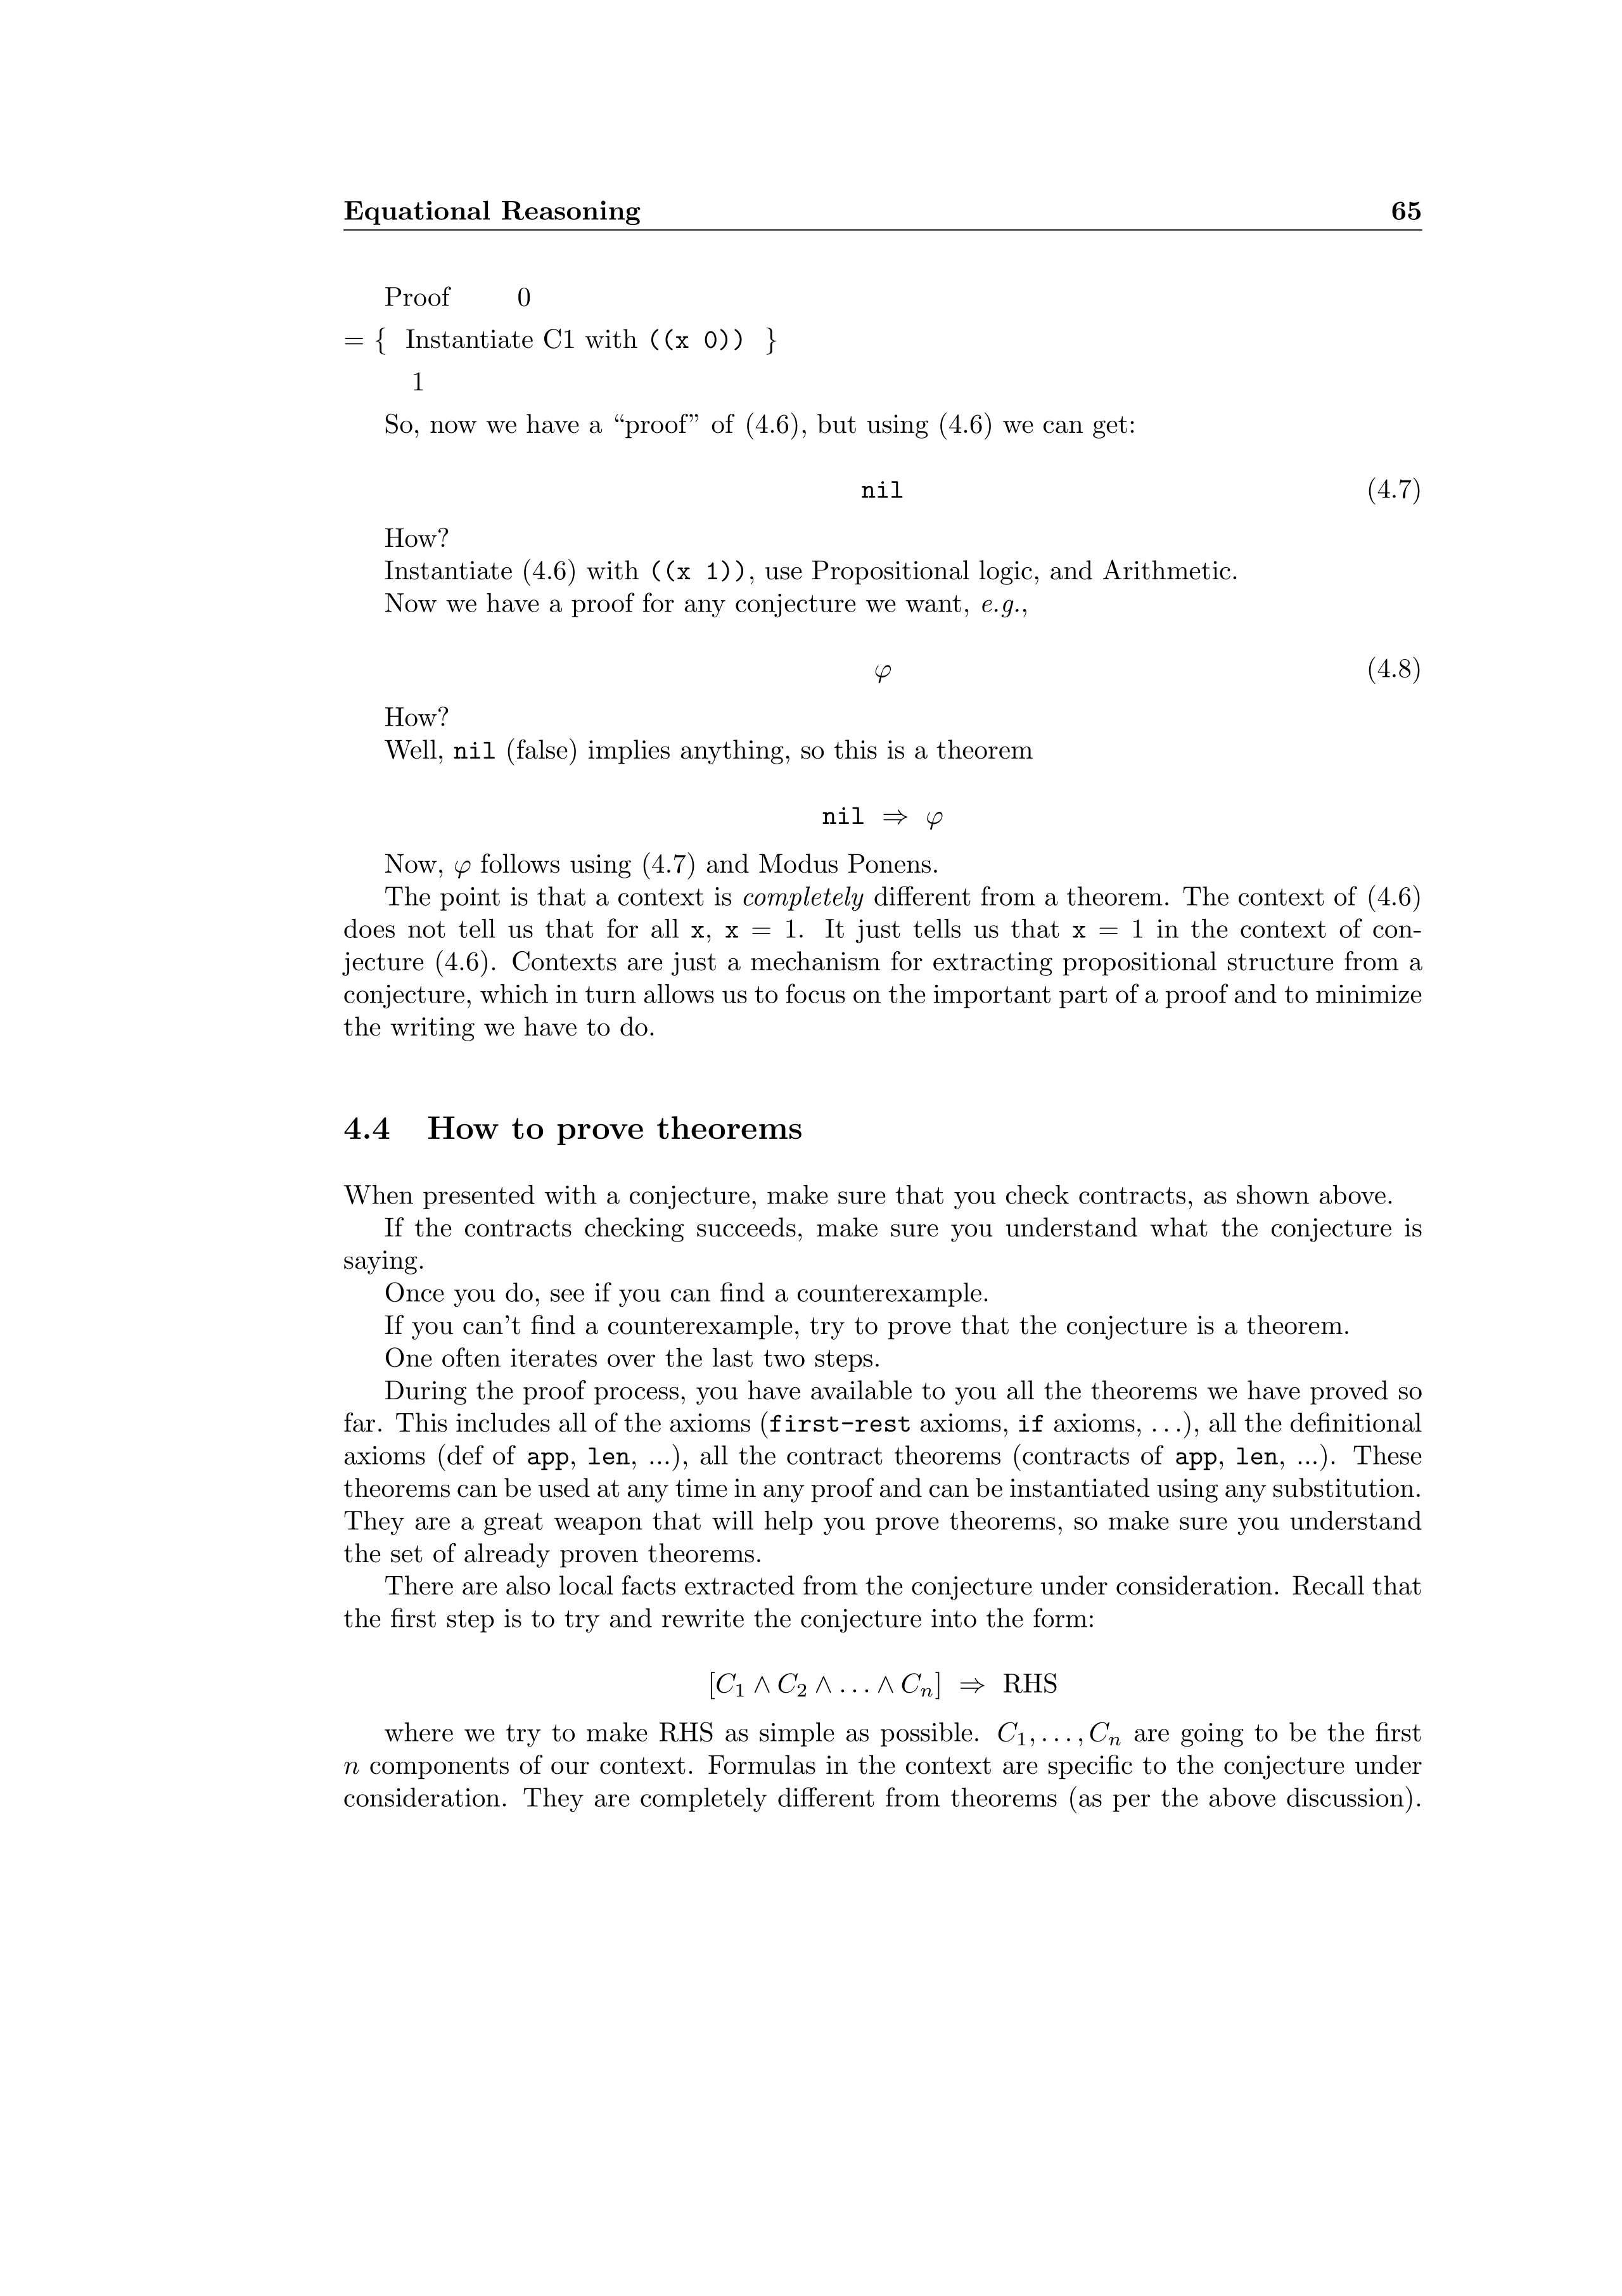 Equational Reasoning 65
Proof 0
= { Instantiate C1 with ((x 0)) }
1
So, now we have a “proof” of (4.6), but using (4.6) we can get:
nil (4.7)
How?
Instantiate (4.6) with ((x 1)), use Propositional logic, and Arithmetic.
Now we have a proof for any conjecture we want, e.g.,
φ (4.8)
How?
Well, nil (false) implies anything, so this is a theorem
nil ⇒ φ
Now, φ follows using (4.7) and Modus Ponens.
The point is that a context is completely different from a theorem. The context of (4.6)
does not tell us that for all x, x = 1. It just tells us that x = 1 in the context of con-
jecture (4.6). Contexts are just a mechanism for extracting propositional structure from a
conjecture, which in turn allows us to focus on the important part of a proof and to minimize
the writing we have to do.
4.4 How to prove theorems
When presented with a conjecture, make sure that you check contracts, as shown above.
If the contracts checking succeeds, make sure you understand what the conjecture is
saying.
Once you do, see if you can find a counterexample.
If you can’t find a counterexample, try to prove that the conjecture is a theorem.
One often iterates over the last two steps.
During the proof process, you have available to you all the theorems we have proved so
far. This includes all of the axioms (first-rest axioms, if axioms, . . .), all the definitional
axioms (def of app, len, ...), all the contract theorems (contracts of app, len, ...). These
theorems can be used at any time in any proof and can be instantiated using any substitution.
They are a great weapon that will help you prove theorems, so make sure you understand
the set of already proven theorems.
There are also local facts extracted from the conjecture under consideration. Recall that
the first step is to try and rewrite the conjecture into the form:
[C₁ ∧ C₂ ∧ . . . ∧ Cₙ] ⇒ RHS
where we try to make RHS as simple as possible. C₁, . . . , Cₙ are going to be the first
n components of our context. Formulas in the context are specific to the conjecture under
consideration. They are completely different from theorems (as per the above discussion).